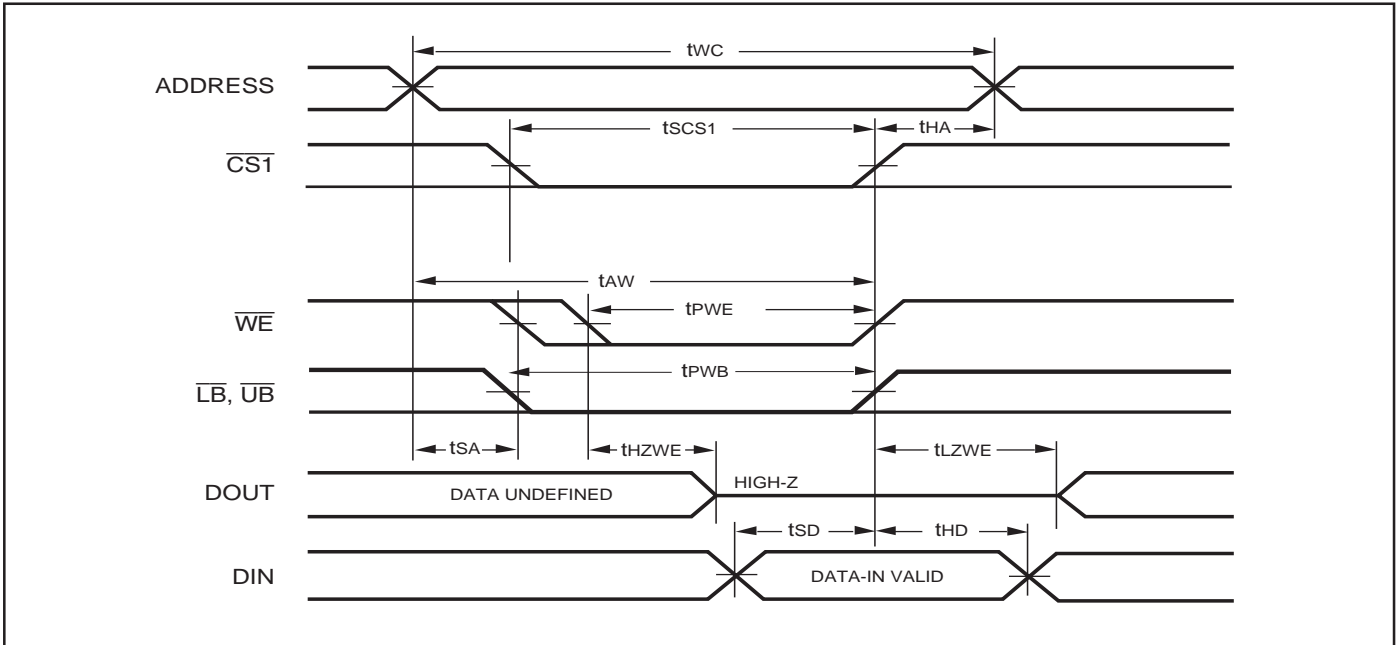 tWC
ADDRESS
tSCS1
tHA
CS1
tAW
WE
tPWE
LB, UB
tPWB
tSA
tHZWE
tLZWE
DOUT
DATA UNDEFINED
HIGH-Z
tSD
tHD
DIN
DATA-IN VALID